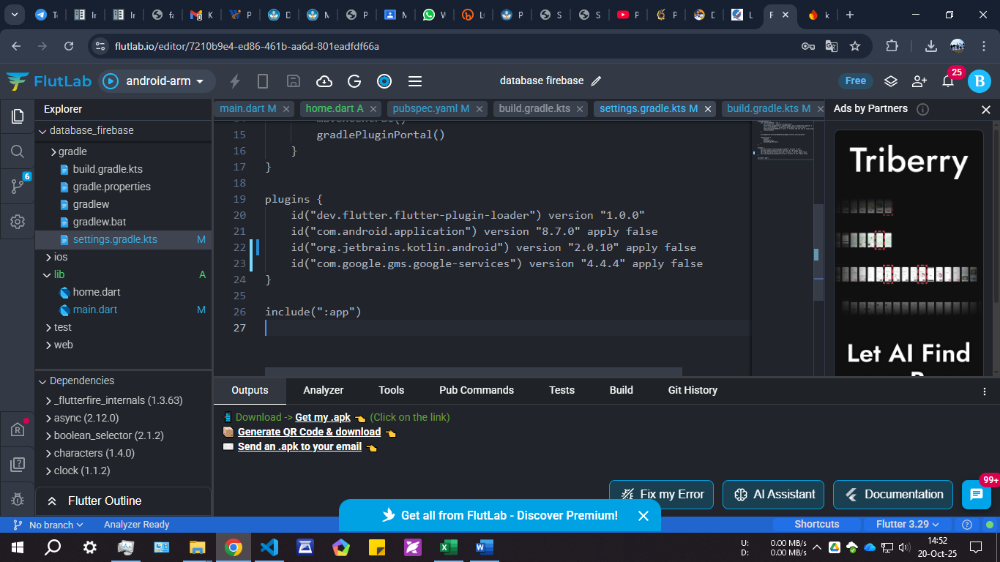 flutlab.io/editor/7210b9e4-ed86-461b-aa6d-801eadfdf66a
FlutLab
android-arm
database firebase
Free
25
B
Explorer
main.dart M
home.dart A
pubspec.yaml M
build.gradle.kts
settings.gradle.kts M
build.gradle.kts M
Ads by Partners
database_firebase
gradle
build.gradle.kts
gradle.properties
gradlew
gradlew.bat
settings.gradle.kts M
ios
lib A
home.dart
main.dart M
test
web
6
15 gradlePluginPortal()
16 }
17 }
18
19 plugins {
20 id("dev.flutter.flutter-plugin-loader") version "1.0.0"
21 id("com.android.application") version "8.7.0" apply false
22 id("org.jetbrains.kotlin.android") version "2.0.10" apply false
23 id("com.google.gms.google-services") version "4.4.4" apply false
24 }
25
26 include(":app")
27
Triberry
Let AI Find
Dependencies
_flutterfire_internals (1.3.63)
async (2.12.0)
boolean_selector (2.1.2)
characters (1.4.0)
clock (1.1.2)
Flutter Outline
Outputs
Analyzer
Tools
Pub Commands
Tests
Build
Git History
Download -> Get my .apk (Click on the link)
Generate QR Code & download
Send an .apk to your email
Fix my Error
AI Assistant
Documentation
99+
Get all from FlutLab - Discover Premium!
No branch
Analyzer Ready
Shortcuts
Flutter 3.29
U: 0.00 MB/s
D: 0.00 MB/s
14:52
20-Oct-25